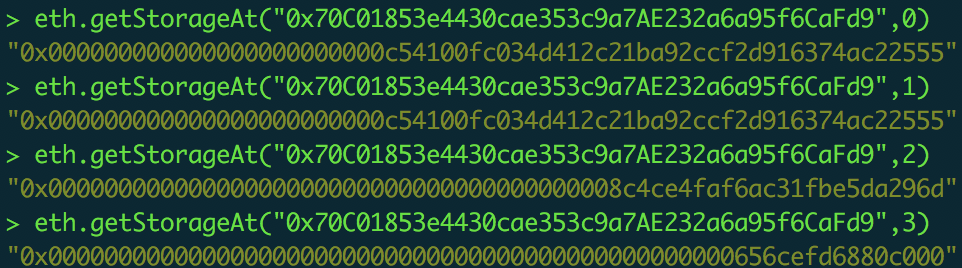 > eth.getStorageAt("0x70C01853e4430cae353c9a7AE232a6a95f6CaFd9",0)
"0x000000000000000000000000c54100fc034d412c21ba92ccf2d916374ac22555"
> eth.getStorageAt("0x70C01853e4430cae353c9a7AE232a6a95f6CaFd9",1)
"0x000000000000000000000000c54100fc034d412c21ba92ccf2d916374ac22555"
> eth.getStorageAt("0x70C01853e4430cae353c9a7AE232a6a95f6CaFd9",2)
"0x00000000000000000000000000000000000000008c4ce4faf6ac31fbe5da296d"
> eth.getStorageAt("0x70C01853e4430cae353c9a7AE232a6a95f6CaFd9",3)
"0x0000000000000000000000000000000000000000000000000656cefd6880c000"